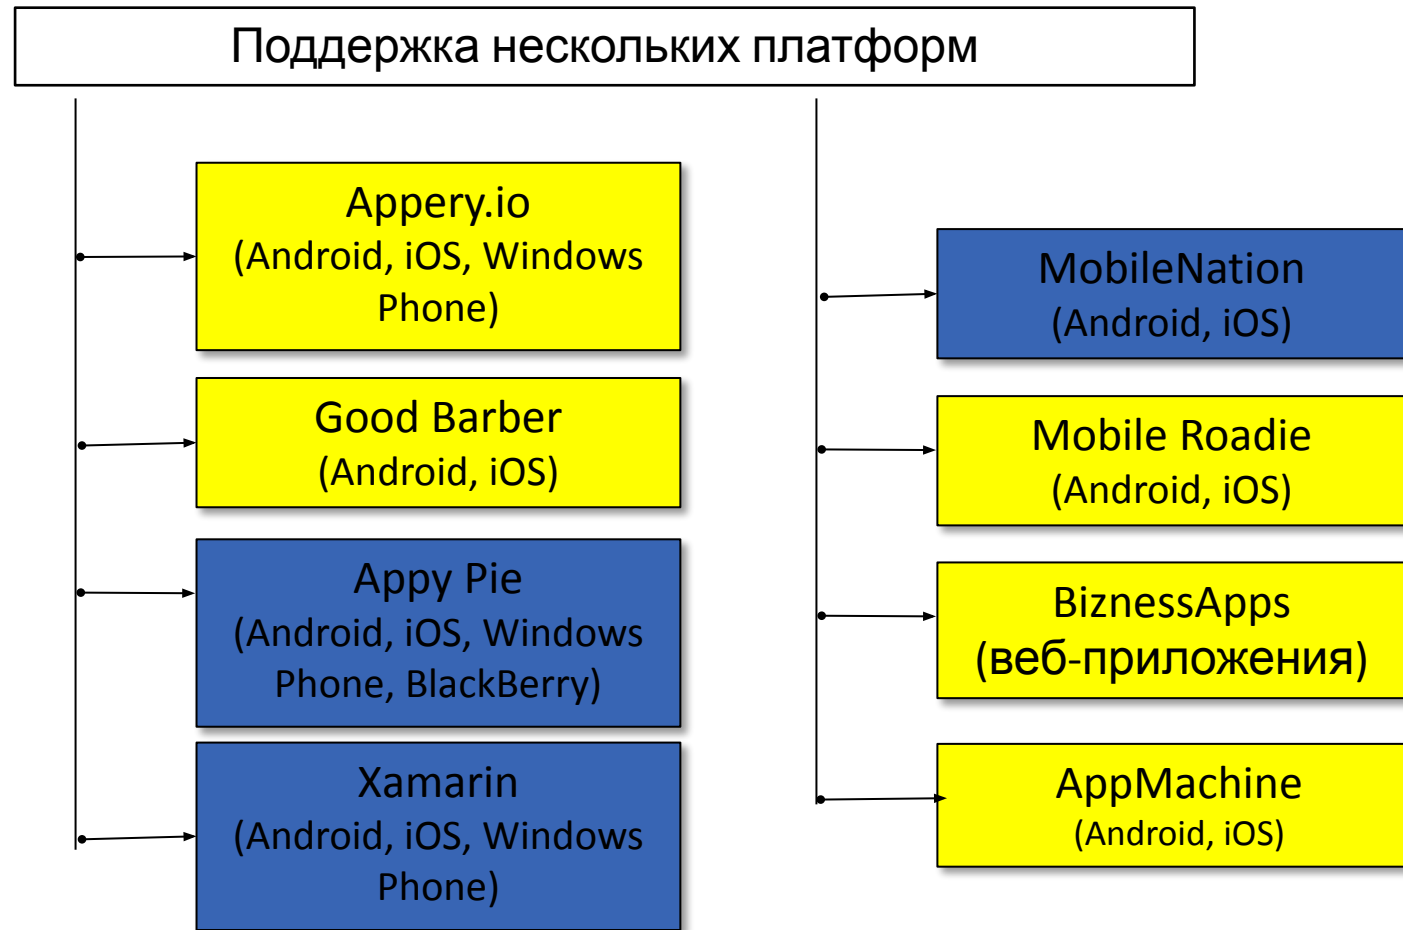 Поддержка нескольких платформ
Appery.io
(Android, iOS, Windows
Phone)
Good Barber
(Android, iOS)
Appy Pie
(Android, iOS, Windows
Phone, BlackBerry)
Xamarin
(Android, iOS, Windows
Phone)
MobileNation
(Android, iOS)
Mobile Roadie
(Android, iOS)
BiznessApps
(веб-приложения)
AppMachine
(Android, iOS)